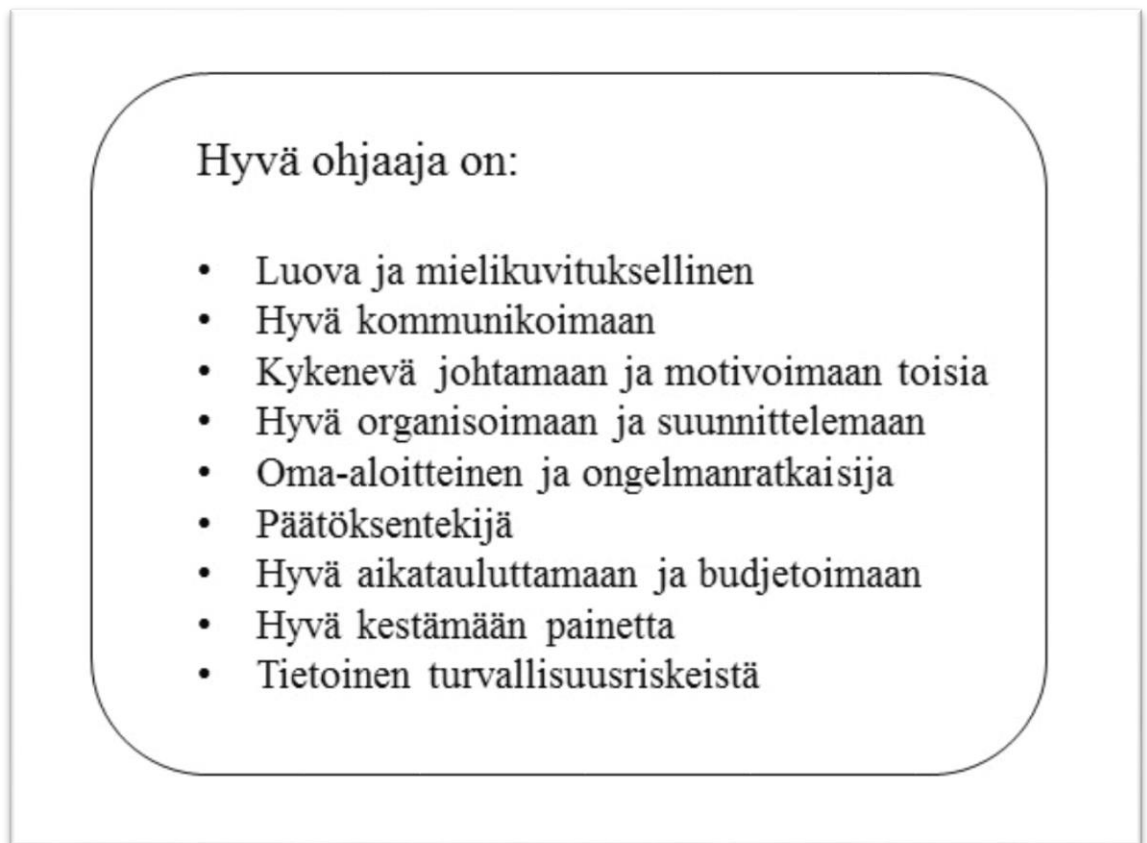 Hyvä ohjaaja on:
• Luova ja mielikuvituksellinen
• Hyvä kommunikoimaan
• Kykenevä johtamaan ja motivoimaan toisia
• Hyvä organisoimaan ja suunnittelemaan
• Oma-aloitteinen ja ongelmanratkaisija
• Päätöksentekijä
• Hyvä aikatauluttamaan ja budjetoimaan
• Hyvä kestämään painetta
• Tietoinen turvallisuusriskeistä